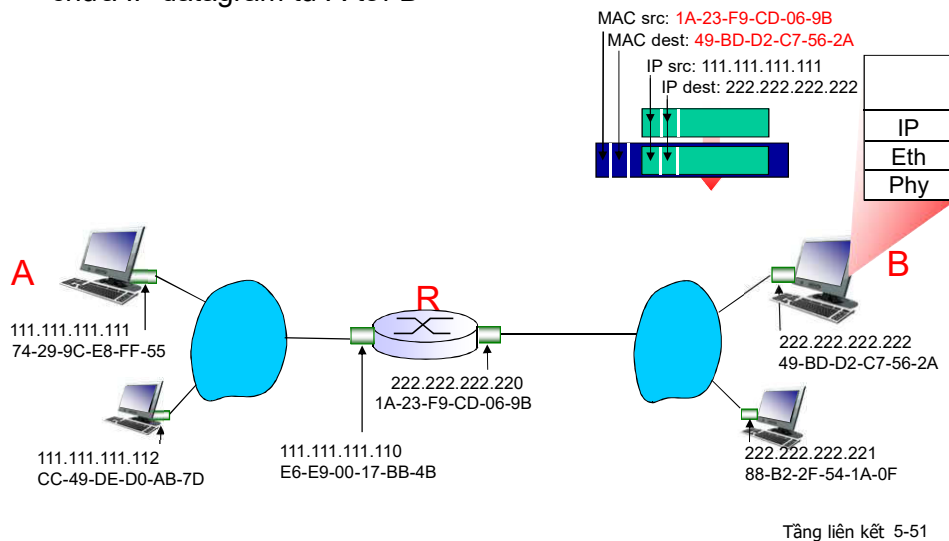 chứa IP datagram từ A tới B
MAC src: 1A-23-F9-CD-06-9B
MAC dest: 49-BD-D2-C7-56-2A
IP src: 111.111.111.111
IP dest: 222.222.222.222
IP
Eth
Phy
A
R
B
111.111.111.111
74-29-9C-E8-FF-55
222.222.222.222
49-BD-D2-C7-56-2A
222.222.222.220
1A-23-F9-CD-06-9B
111.111.111.112
CC-49-DE-D0-AB-7D
111.111.111.110
E6-E9-00-17-BB-4B
222.222.222.221
88-B2-2F-54-1A-0F
Tầng liên kết 5-51